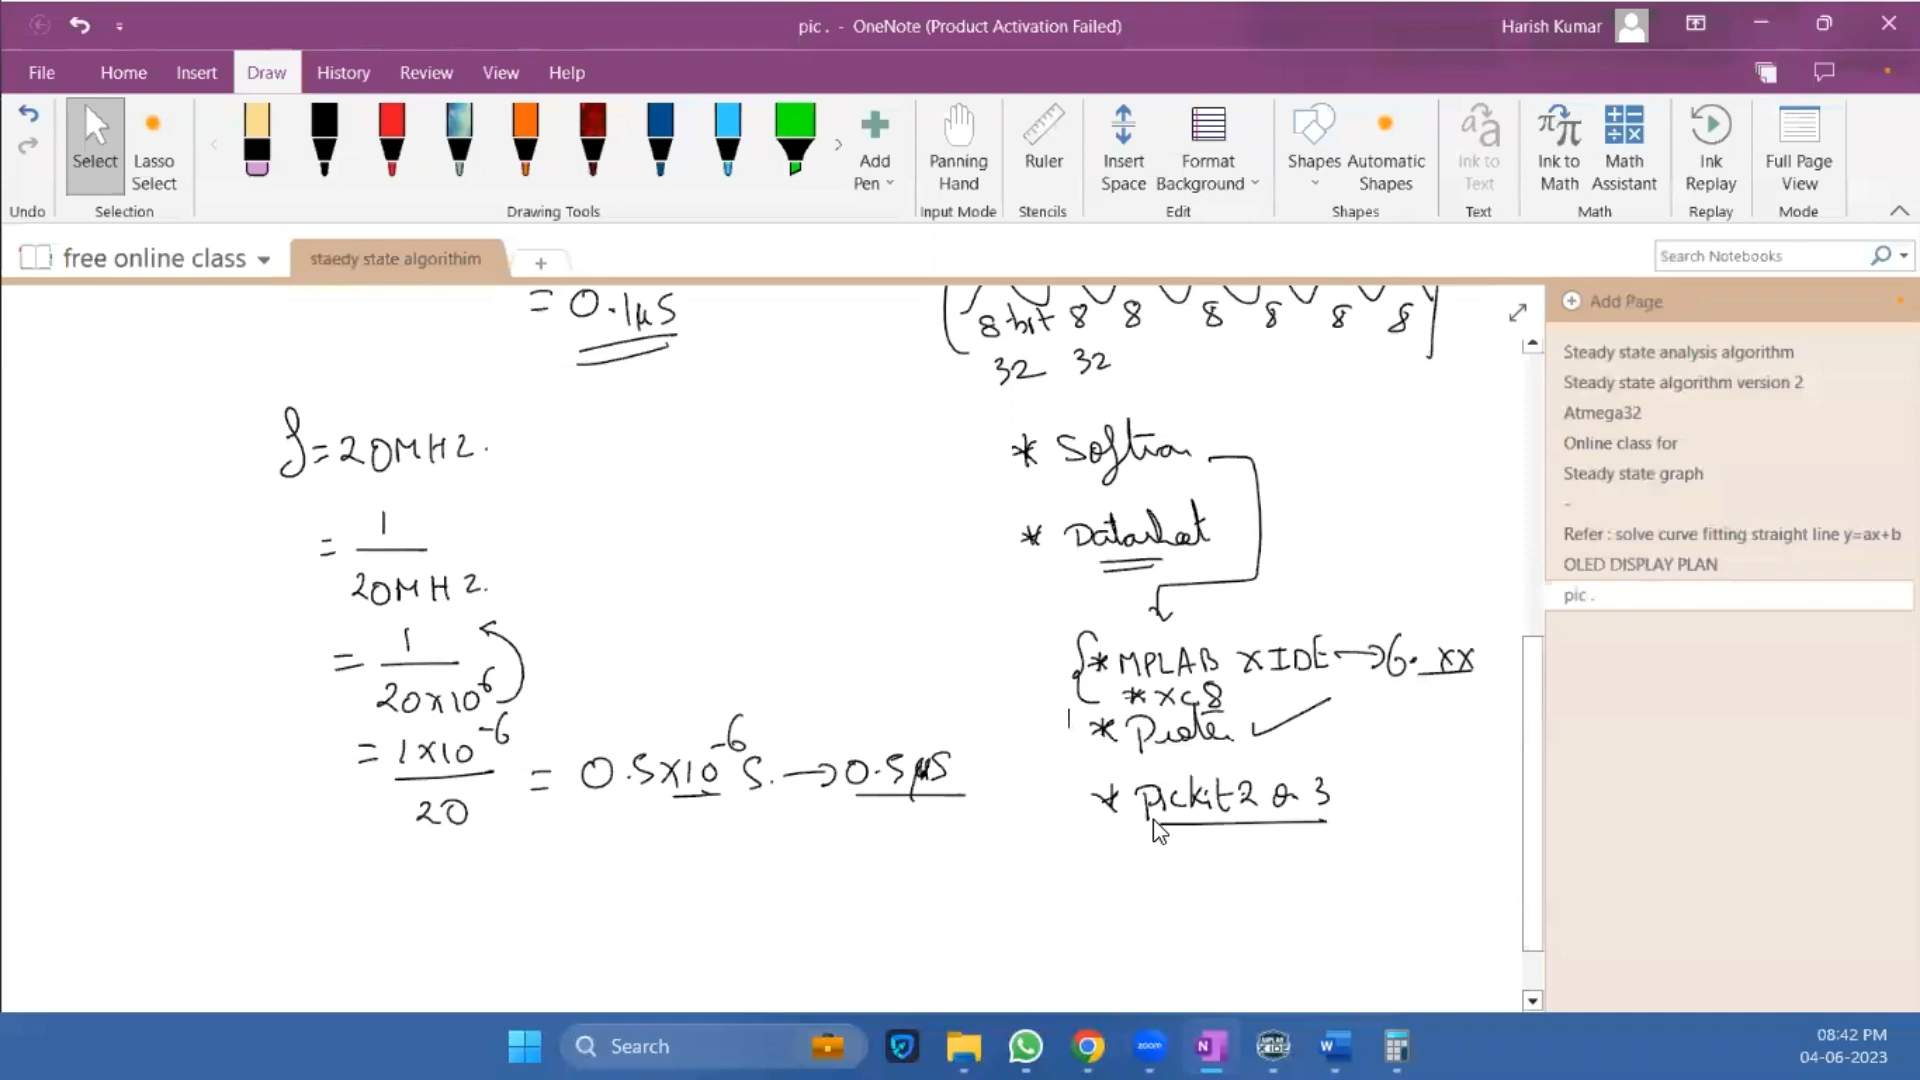 pic . - OneNote (Product Activation Failed)
Harish Kumar
File Home Insert Draw History Review View Help
Select
Lasso Select
Add Pen
Panning Hand
Ruler
Insert Space
Format Background
Shapes
Automatic Shapes
Ink to Text
Ink to Math
Math Assistant
Ink Replay
Full Page View
Undo Selection Drawing Tools Input Mode Stencils Edit Shapes Text Math Replay Mode
free online class
staedy state algorithim
Search Notebooks
Add Page
Steady state analysis algorithm
Steady state algorithm version 2
Atmega32
Online class for
Steady state graph
-
Refer : solve curve fitting straight line y=ax+b
OLED DISPLAY PLAN
pic .
= 0.1μS
f=20MHZ.
= 1
20MHZ.
= 1
20x10^6
= 1x10^-6
20
= 0.5x10^-6 S. → 0.5μS
8-bit 8 8 8 8 8 8
32 32
*
* Datasheet
* MPLAB XIDE → 6.xx
* xc8
*
* Pickit 2 or 3
Search
zoom
08:42 PM
04-06-2023